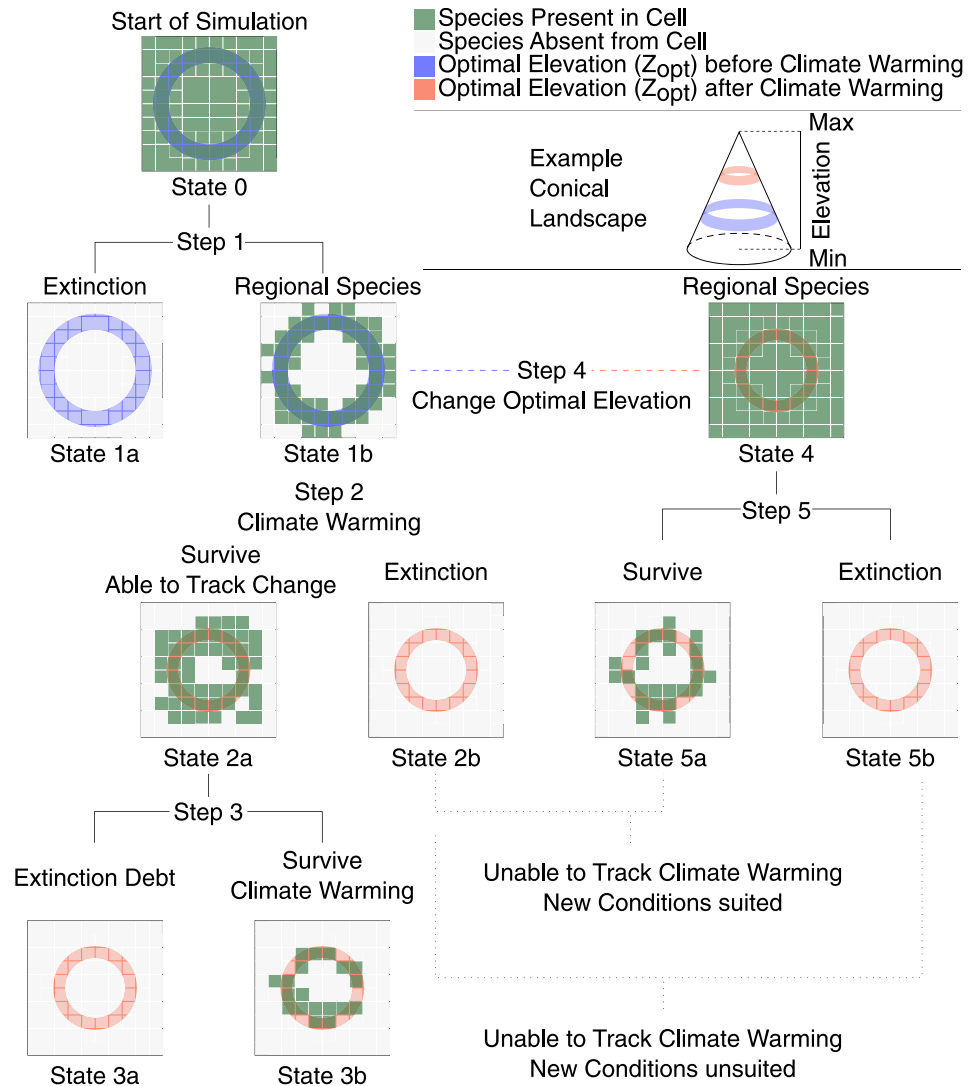 Start of Simulation
State 0
Step 1
Species Present in Cell
Species Absent from Cell
Optimal Elevation (Zopt) before Climate Warming
Optimal Elevation (Zopt) after Climate Warming
Example
Conical
Landscape
Max
Elevation
Min
Extinction
Regional Species
Regional Species
State 1a
State 1b
Step 4
Change Optimal Elevation
State 4
Step 2
Climate Warming
Step 5
Survive
Able to Track Change
Extinction
Survive
Extinction
State 2a
State 2b
State 5a
State 5b
Step 3
Extinction Debt
Survive
Climate Warming
Unable to Track Climate Warming
New Conditions suited
State 3a
State 3b
Unable to Track Climate Warming
New Conditions unsuited